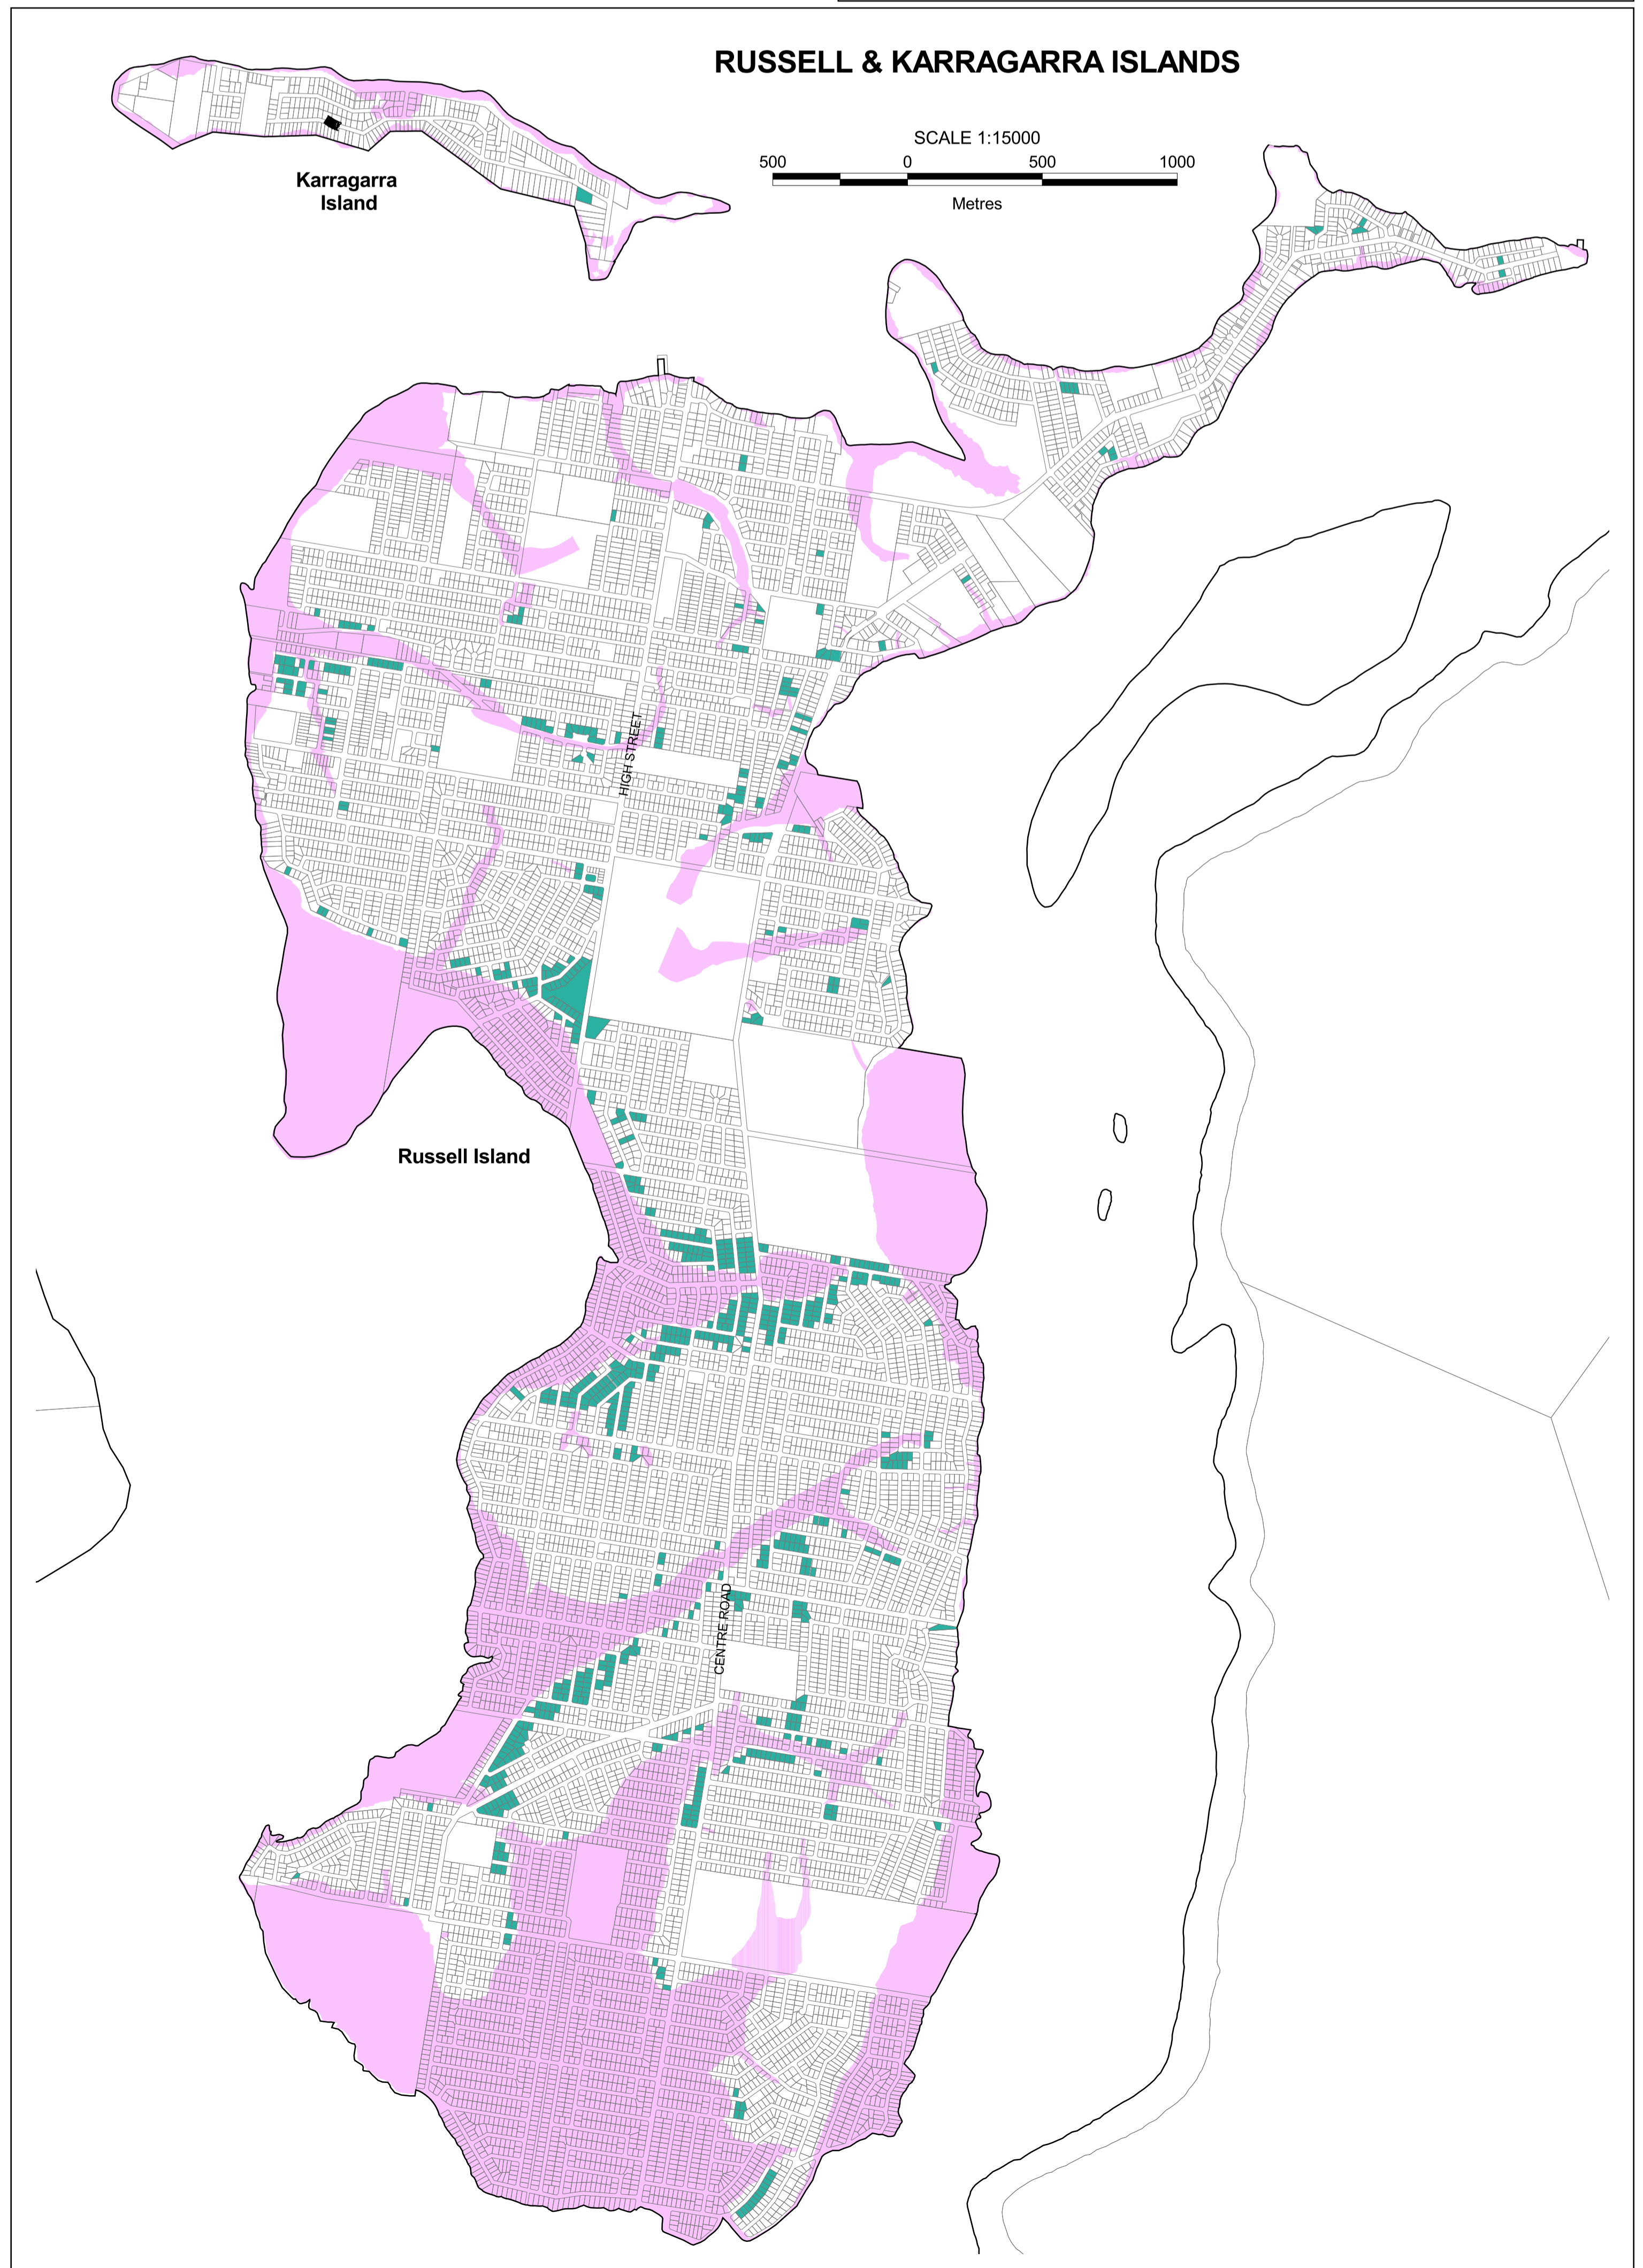 RUSSELL & KARRAGARRA ISLANDS
SCALE 1:15000
500 0 500 1000
Metres
Karragarra
Island
HIGH STREET
Russell Island
CENTRE ROAD